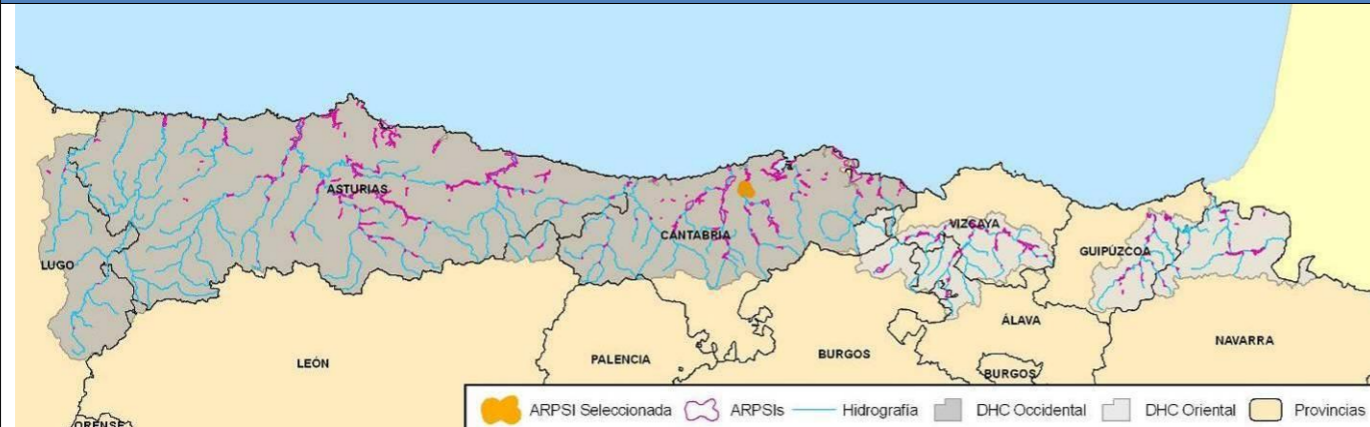 ASTURIAS
CANTABRIA
VIZCAYA
GUIPÚZCOA
LUGO
ÁLAVA
NAVARRA
LEÓN
PALENCIA
BURGOS
BURGOS
ORENSE
ARPSI Seleccionada ARPSIs Hidrografía DHC Occidental DHC Oriental Provincias